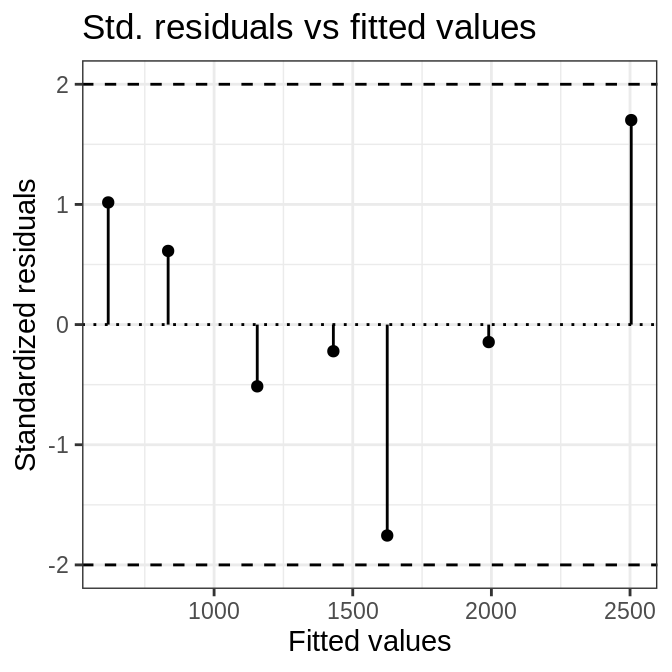 Std. residuals vs fitted values
Standardized residuals
2
1
0
-1
-2
1000 1500 2000 2500
Fitted values